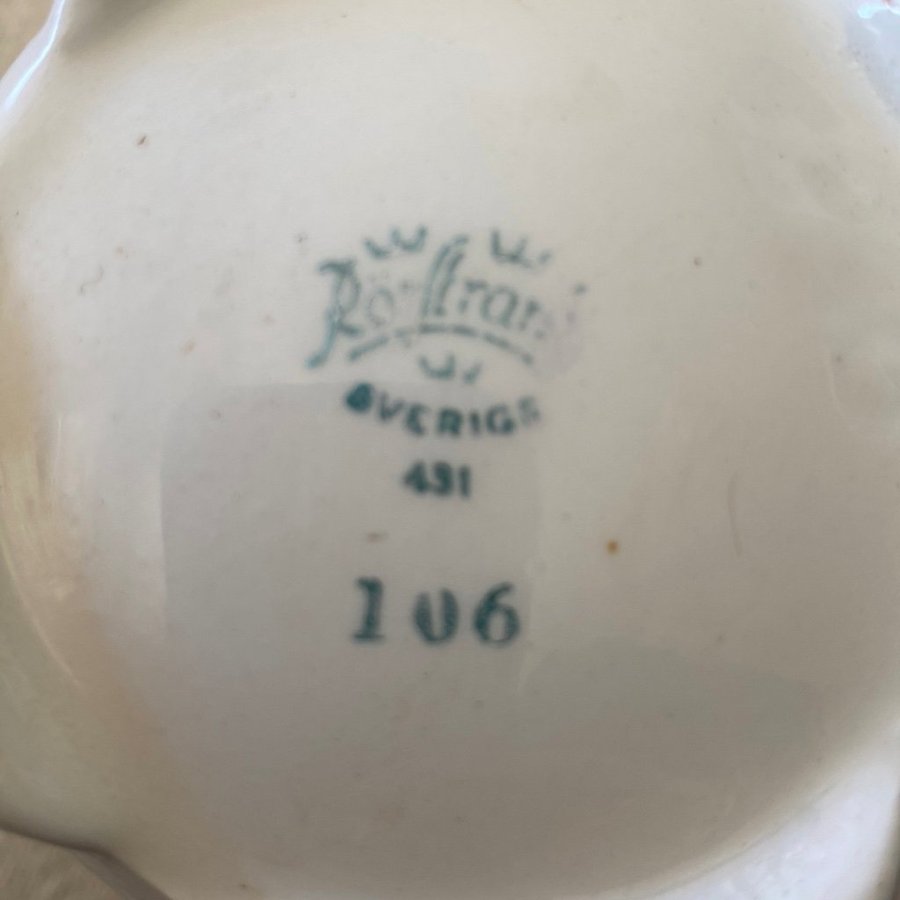 Rörstrand
SVERIGE
431
106